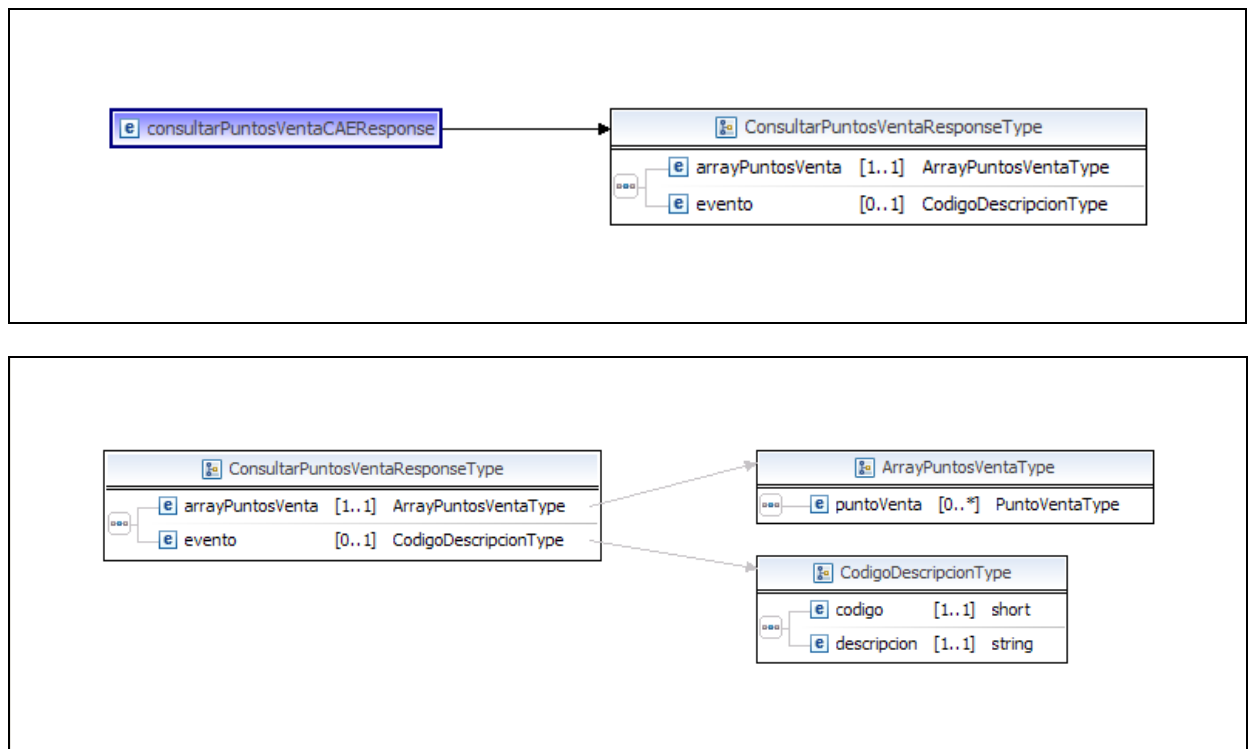 e consultarPuntosVentaCAEResponse
ConsultarPuntosVentaResponseType
e arrayPuntosVenta [1..1] ArrayPuntosVentaType
e evento [0..1] CodigoDescripcionType
ConsultarPuntosVentaResponseType
e arrayPuntosVenta [1..1] ArrayPuntosVentaType
e evento [0..1] CodigoDescripcionType
ArrayPuntosVentaType
e puntoVenta [0..*] PuntoVentaType
CodigoDescripcionType
e codigo [1..1] short
e descripcion [1..1] string